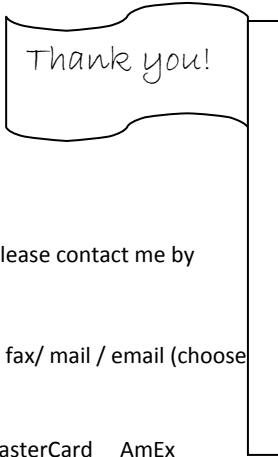 Thank you!
lease contact me by
fax/ mail / email (choose
asterCard AmEx